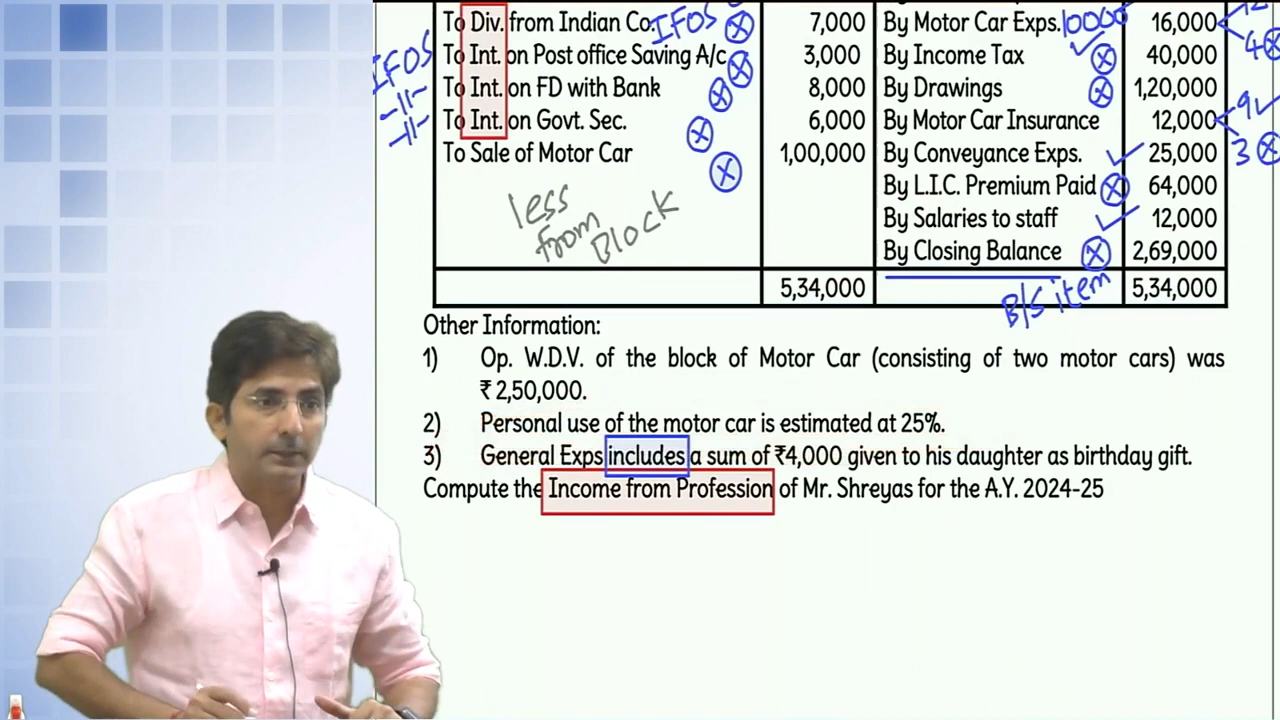 To Div. from Indian Co. IFOS 7,000 By Motor Car Exps. 16,000
IFOS To Int. on Post office Saving A/c 3,000 By Income Tax 40,000 4
-11- To Int. on FD with Bank 8,000 By Drawings 1,20,000
-11- To Int. on Govt. Sec. 6,000 By Motor Car Insurance 12,000 9
To Sale of Motor Car 1,00,000 By Conveyance Exps. 25,000 3
less from Block
By L.I.C. Premium Paid 64,000
By Salaries to staff 12,000
By Closing Balance 2,69,000
B/S item
5,34,000 5,34,000
Other Information:
1) Op. W.D.V. of the block of Motor Car (consisting of two motor cars) was
₹ 2,50,000.
2) Personal use of the motor car is estimated at 25%.
3) General Exps includes a sum of ₹4,000 given to his daughter as birthday gift.
Compute the Income from Profession of Mr. Shreyas for the A.Y. 2024-25